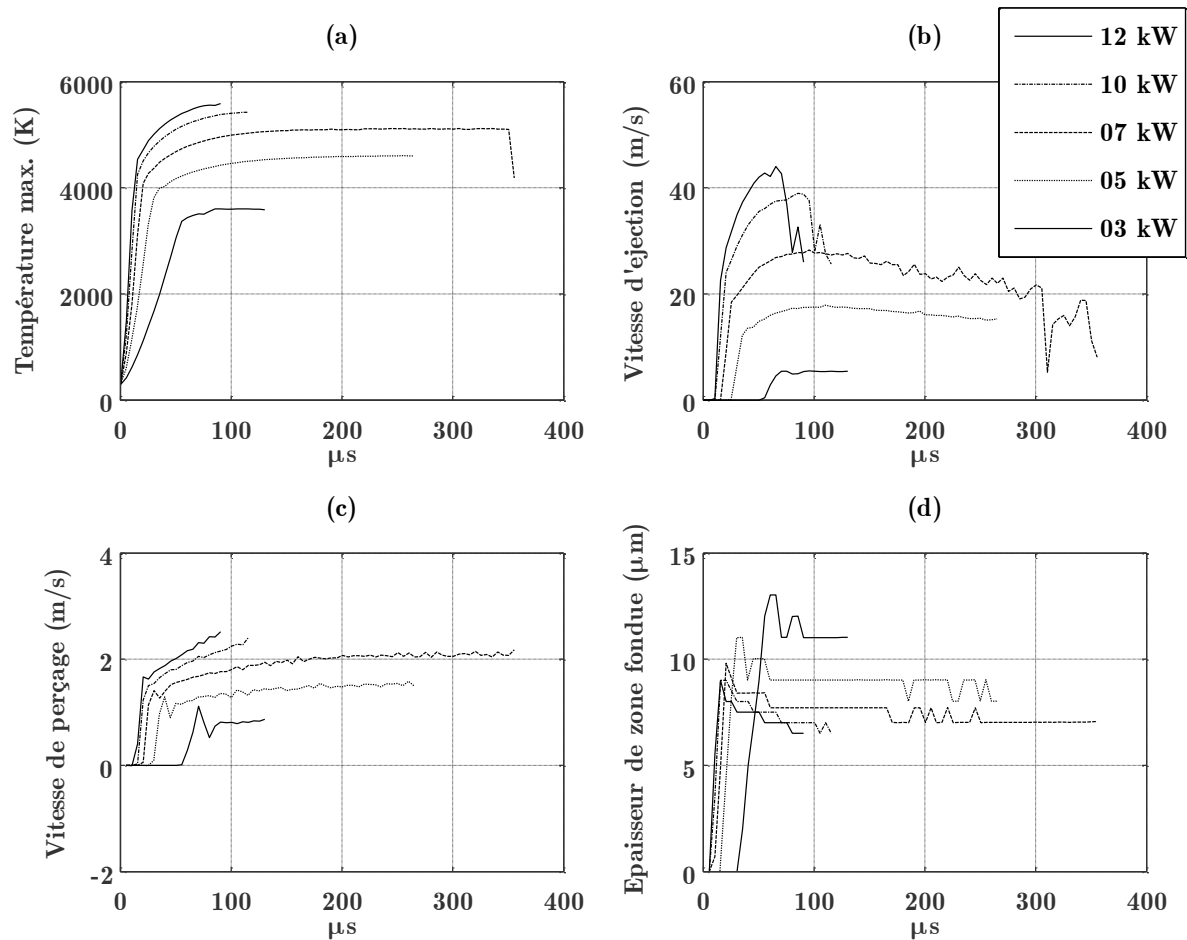 (a)
Température max. (K)
6000
4000
2000
0
0 100 200 300 400
μs
(b)
Vitesse d'ejection (m/s)
60
40
20
0
0 100 200 300 400
μs
12 kW
10 kW
07 kW
05 kW
03 kW
(c)
Vitesse de perçage (m/s)
4
2
0
-2
0 100 200 300 400
μs
(d)
Epaisseur de zone fondue (μm)
15
10
5
0
0 100 200 300 400
μs